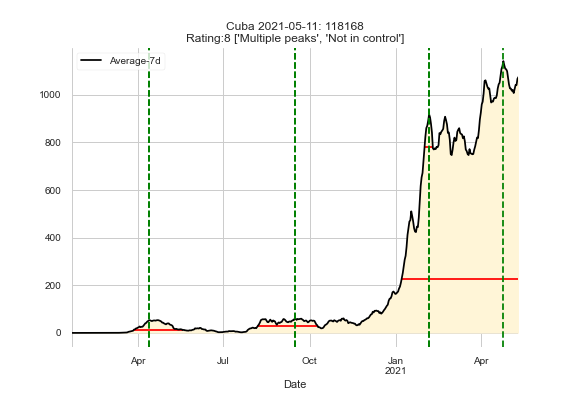 Cuba 2021-05-11: 118168
Rating:8 ['Multiple peaks', 'Not in control']
Average-7d
1000
800
600
400
200
0
Apr
Jul
Oct
Jan
2021
Apr
Date